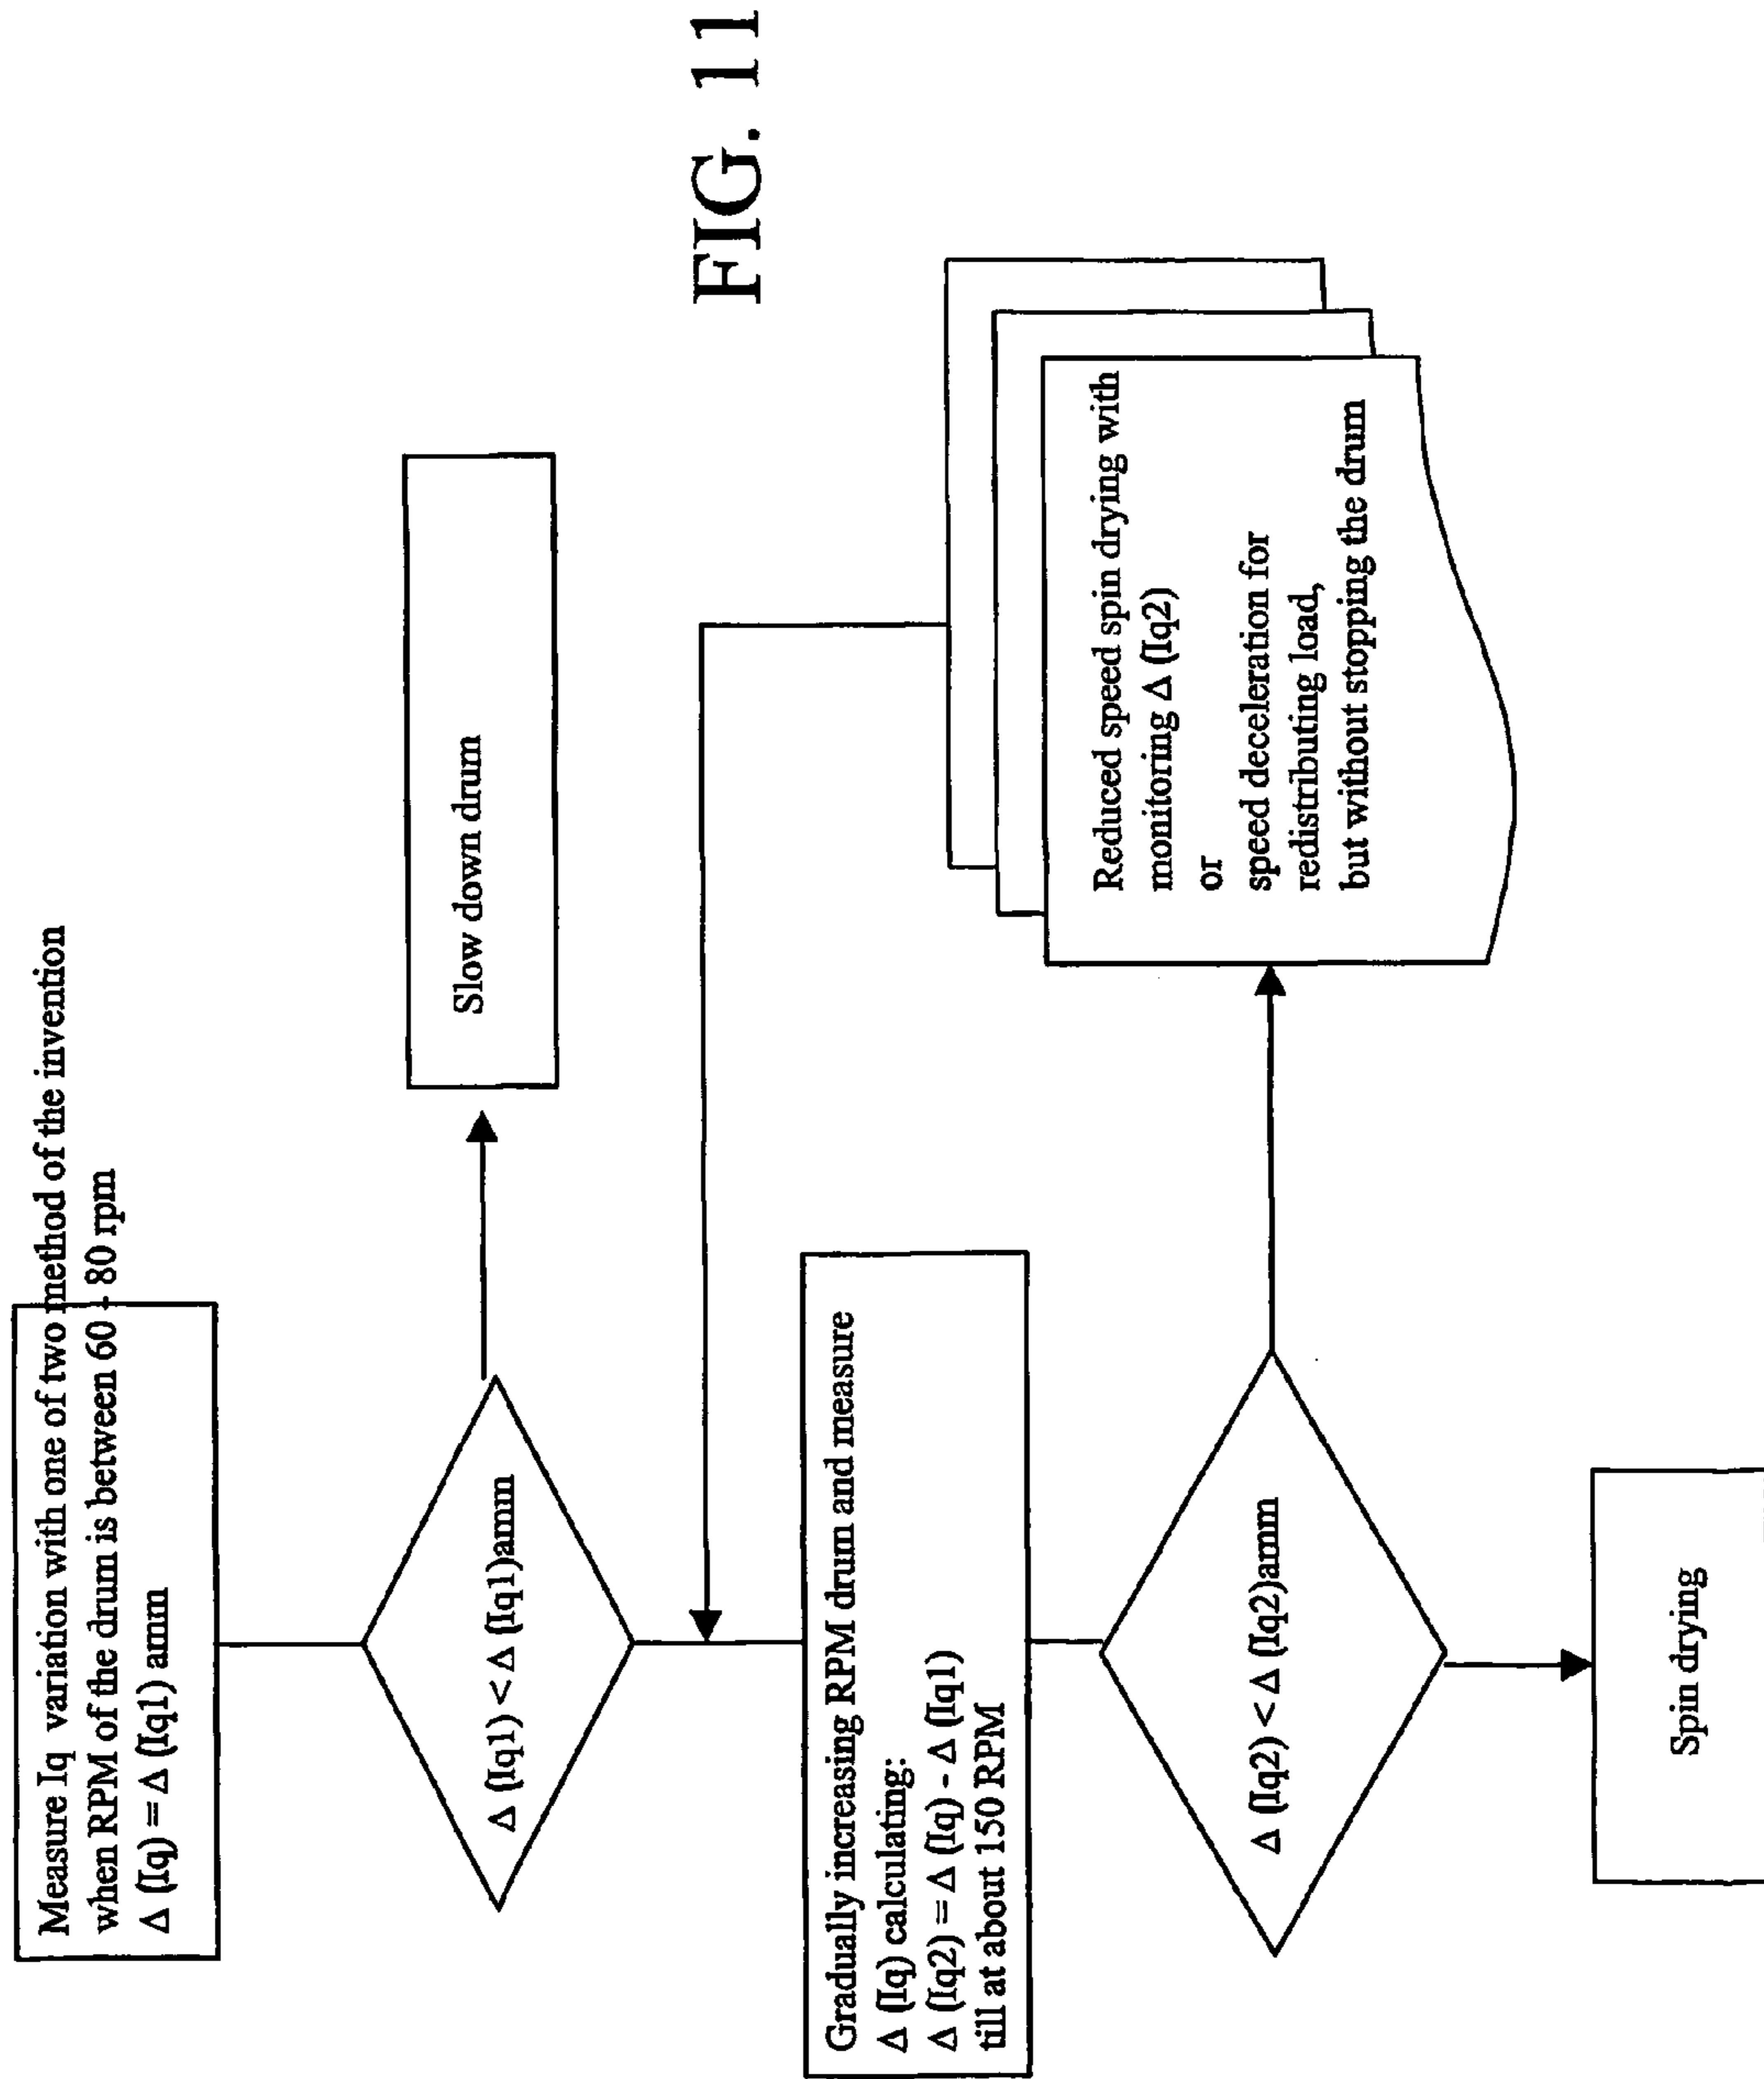 Measure Iq variation with one of two method of the invention
when RPM of the drum is between 60 - 80 rpm
Δ (Iq) = Δ (Iq1) amm
Δ (Iq1) < Δ (Iq1)amm
Slow down drum
Gradually increasing RPM drum and measure
Δ (Iq) calculating:
Δ (Iq2) = Δ (Iq) - Δ (Iq1)
till at about 150 RPM
Δ (Iq2) < Δ (Iq2)amm
Reduced speed spin drying with
monitoring Δ (Iq2)
or
speed deceleration for
redistributing load,
but without stopping the drum
Spin drying
FIG. 11